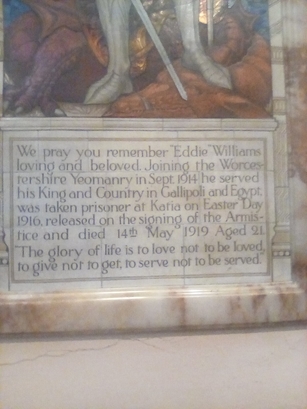 We pray you remember "Eddie" Williams
loving and beloved. Joining the Worces-
tershire Yeomanry in Sept. 1914 he served
his King and Country in Gallipoli and Egypt,
was taken prisoner at Katia on Easter Day
1916, released on the signing of the Armis-
tice and died 14th May 1919 Aged 21.
"The glory of life is to love not to be loved,
to give not to get, to serve not to be served."